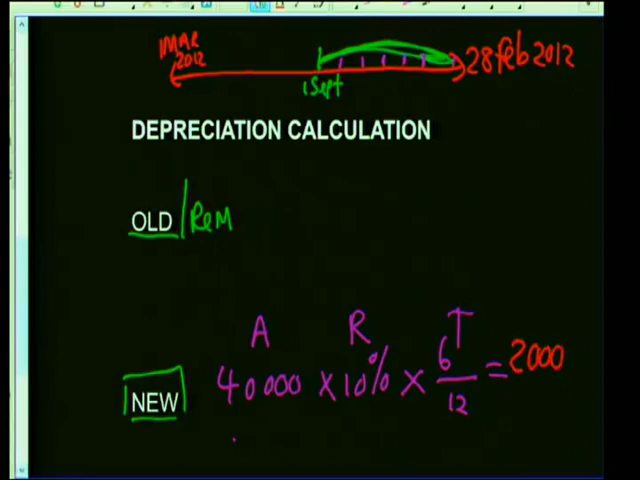 1 MAR
2012
28 Feb 2012
1 Sept
DEPRECIATION CALCULATION
OLD / ReM
A R T
NEW 40000 × 10% × 6/12 = 2000